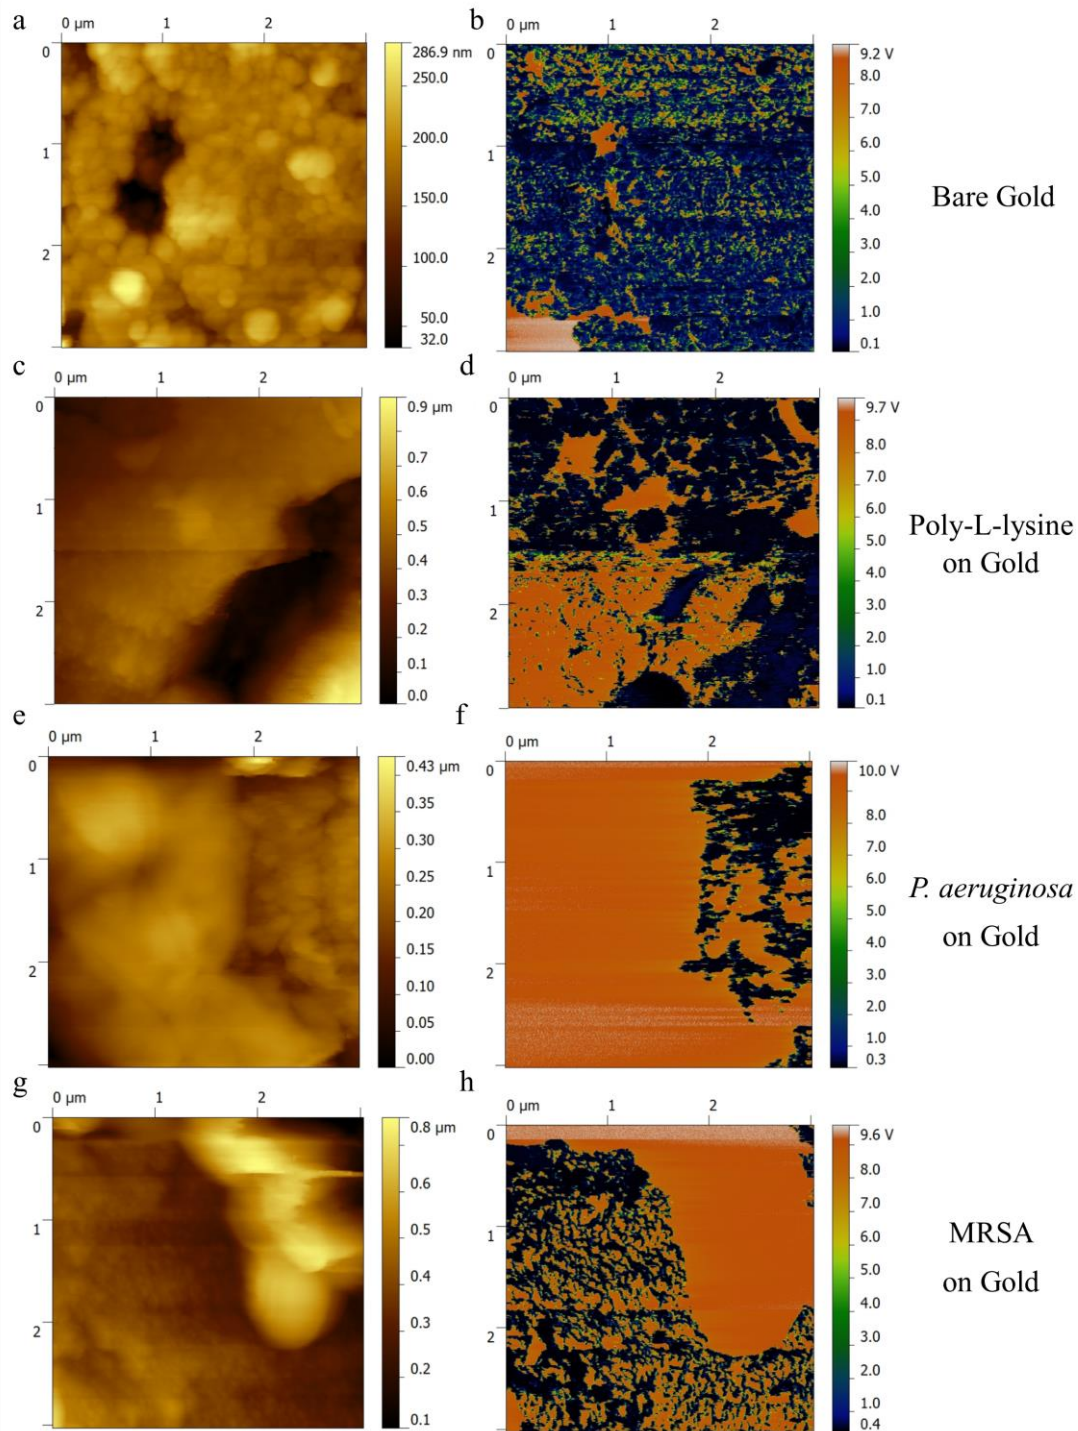 a
0 µm 1 2
0
1
2
286.9 nm
250.0
200.0
150.0
100.0
50.0
32.0
b
0 µm 1 2
0
1
2
9.2 V
8.0
7.0
6.0
5.0
4.0
3.0
2.0
1.0
0.1
Bare Gold
c
0 µm 1 2
0
1
2
0.9 µm
0.7
0.6
0.5
0.4
0.3
0.2
0.1
0.0
d
0 µm 1 2
0
1
2
9.7 V
8.0
7.0
6.0
5.0
4.0
3.0
2.0
1.0
0.1
Poly-L-lysine
on Gold
e
0 µm 1 2
0
1
2
0.43 µm
0.35
0.30
0.25
0.20
0.15
0.10
0.05
0.00
f
0 µm 1 2
0
1
2
10.0 V
8.0
7.0
6.0
5.0
4.0
3.0
2.0
1.0
0.3
P. aeruginosa
on Gold
g
0 µm 1 2
0
1
2
0.8 µm
0.6
0.5
0.4
0.3
0.2
0.1
h
0 µm 1 2
0
1
2
9.6 V
8.0
7.0
6.0
5.0
4.0
3.0
2.0
1.0
0.4
MRSA
on Gold